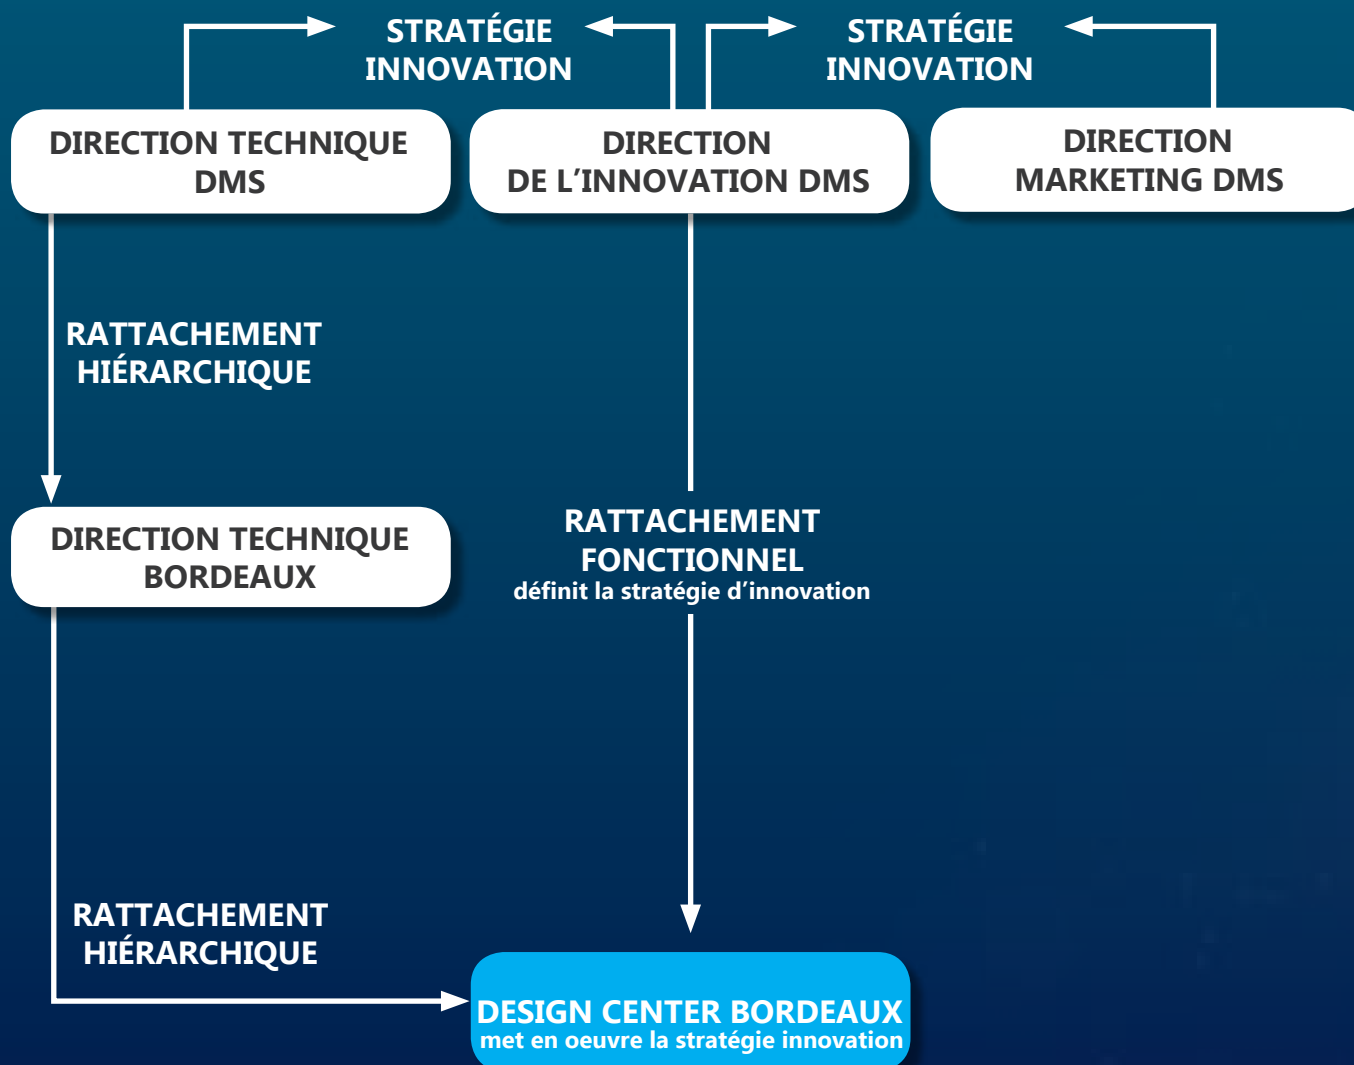 STRATÉGIE
INNOVATION
STRATÉGIE
INNOVATION
DIRECTION TECHNIQUE
DMS
DIRECTION
DE L’INNOVATION DMS
DIRECTION
MARKETING DMS
RATTACHEMENT
HIÉRARCHIQUE
DIRECTION TECHNIQUE
BORDEAUX
RATTACHEMENT
FONCTIONNEL
définit la stratégie d’innovation
RATTACHEMENT
HIÉRARCHIQUE
DESIGN CENTER BORDEAUX
met en oeuvre la stratégie innovation